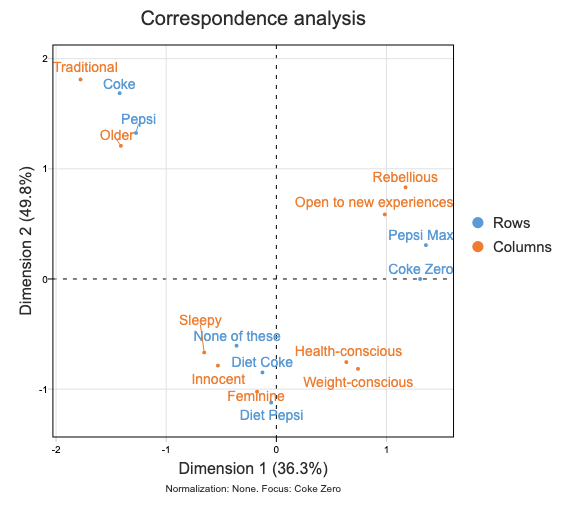 Correspondence analysis
2
Traditional
Coke
Pepsi
Older
1
Rebellious
Open to new experiences
Pepsi Max
Coke Zero
0
Rows
Columns
Sleepy
None of these
Diet Coke
Health-conscious
Innocent
Weight-conscious
Feminine
Diet Pepsi
-1
Dimension 2 (49.8%)
-2 -1 0 1
Dimension 1 (36.3%)
Normalization: None. Focus: Coke Zero